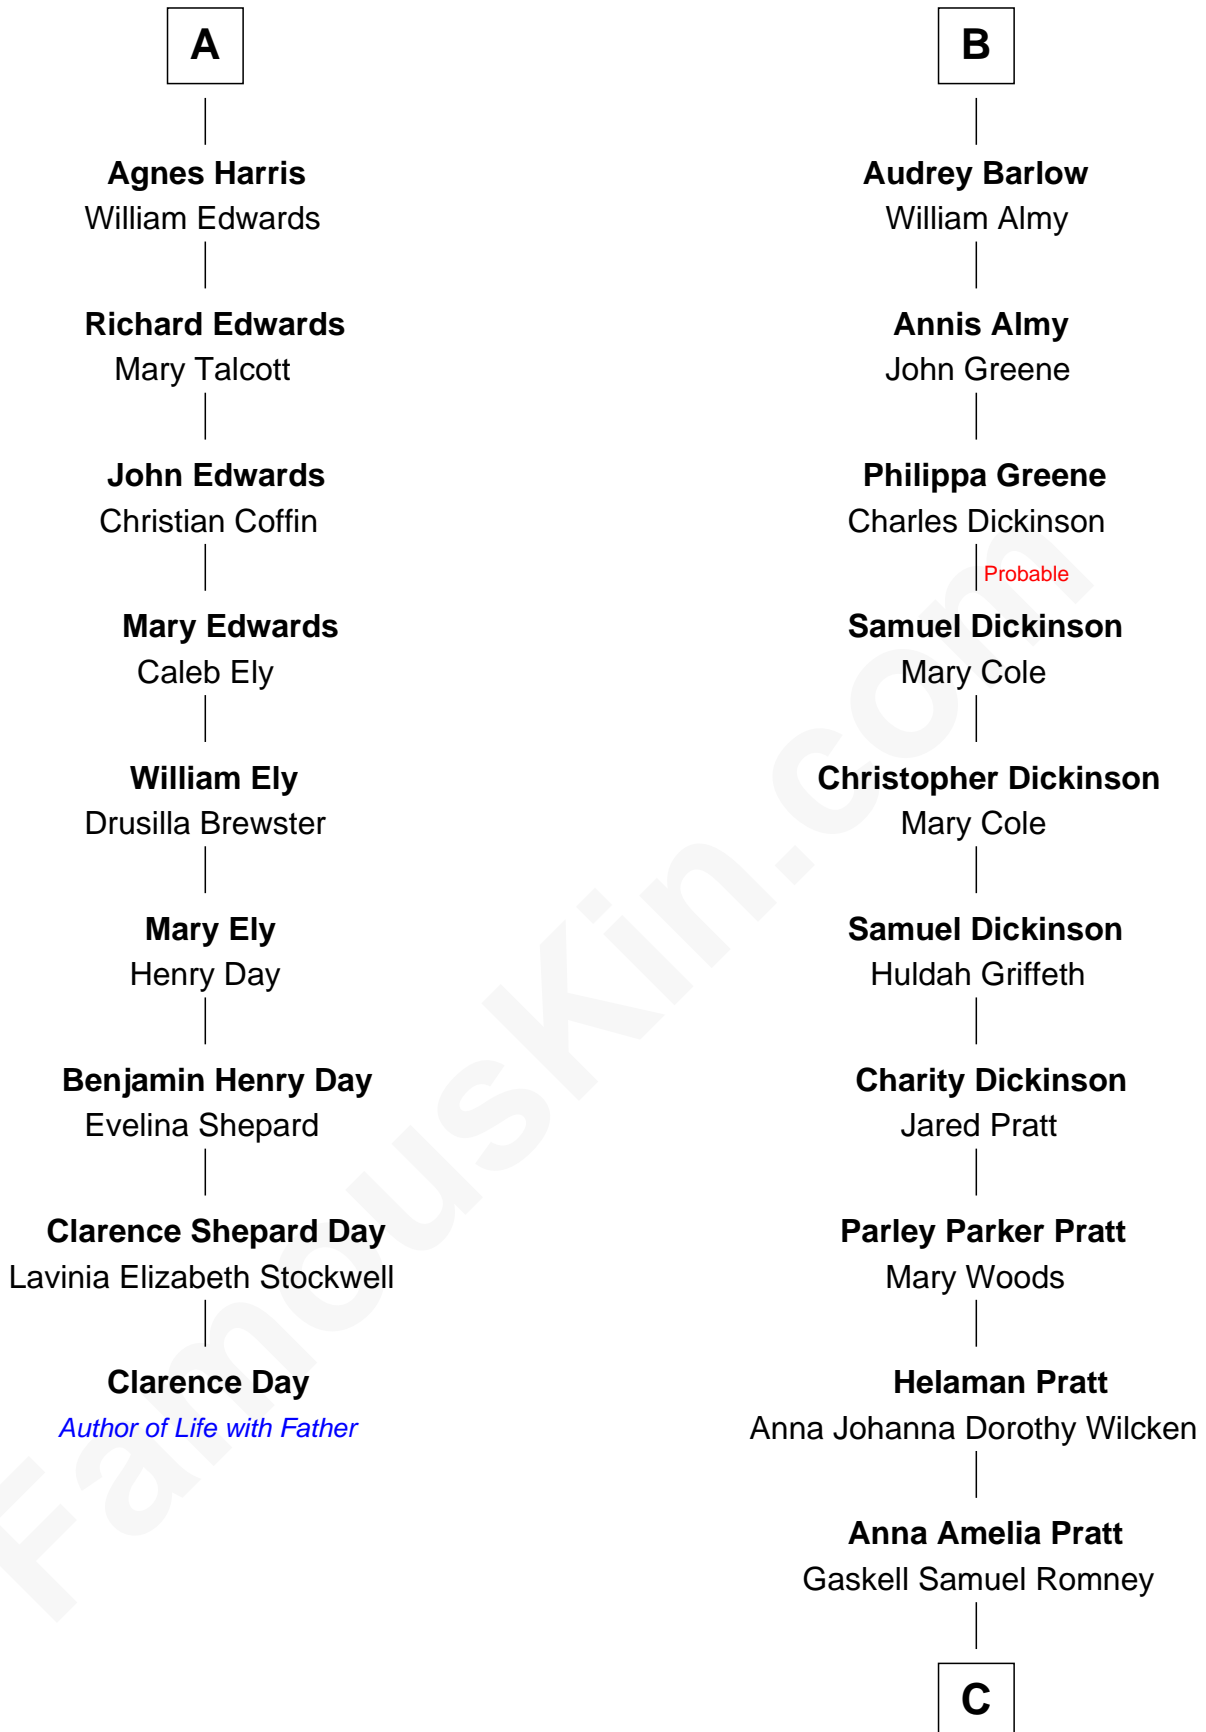 A
Agnes Harris
William Edwards
Richard Edwards
Mary Talcott
John Edwards
Christian Coffin
Mary Edwards
Caleb Ely
William Ely
Drusilla Brewster
Mary Ely
Henry Day
Benjamin Henry Day
Evelina Shepard
Clarence Shepard Day
Lavinia Elizabeth Stockwell
Clarence Day
Author of Life with Father
B
Audrey Barlow
William Almy
Annis Almy
John Greene
Philippa Greene
Charles Dickinson
Probable
Samuel Dickinson
Mary Cole
Christopher Dickinson
Mary Cole
Samuel Dickinson
Huldah Griffeth
Charity Dickinson
Jared Pratt
Parley Parker Pratt
Mary Woods
Helaman Pratt
Anna Johanna Dorothy Wilcken
Anna Amelia Pratt
Gaskell Samuel Romney
C
FamousKin.com